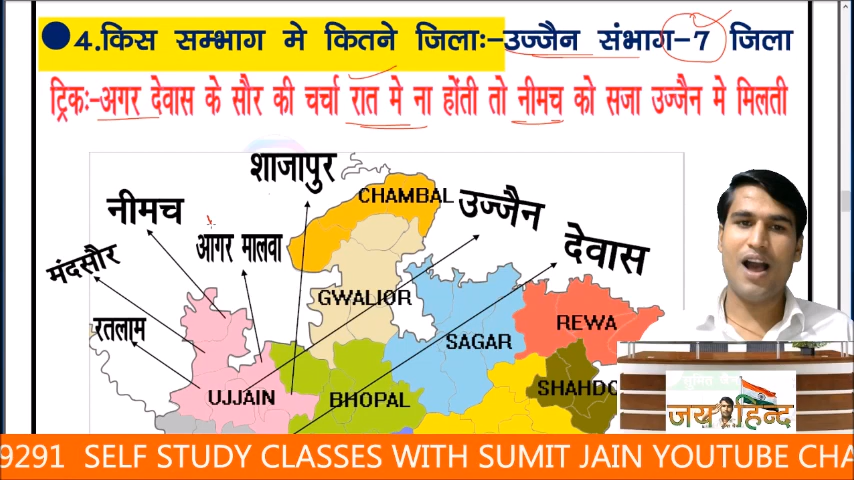 4.किस सम्भाग मे कितने जिलाः-उज्जैन संभाग-7 जिला
ट्रिकः-अगर देवास के सौर की चर्चा रात मे ना होंती तो नीमच को सजा उज्जैन मे मिलती
शाजापुर
CHAMBAL
नीमच
उज्जैन
आगर मालवा
देवास
मंदसौर
GWALIOR
रतलाम
REWA
SAGAR
UJJAIN
BHOPAL
SHAHDO
जय हिन्द
9291 SELF STUDY CLASSES WITH SUMIT JAIN YOUTUBE CHA